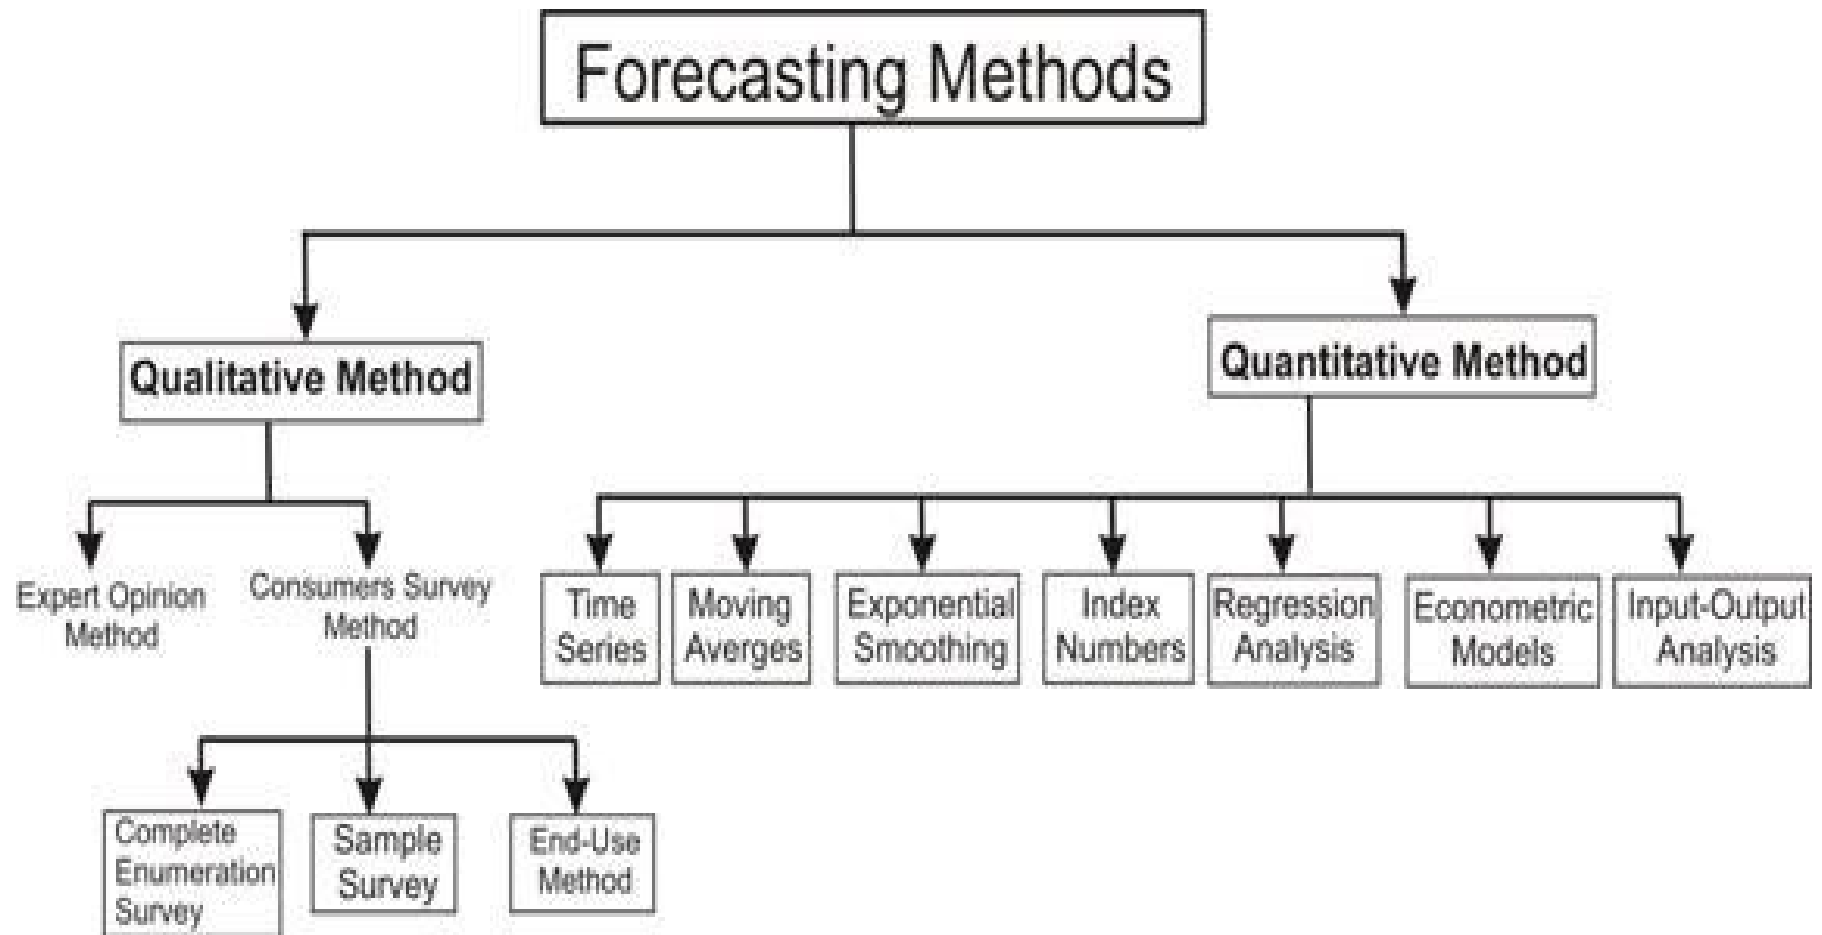 Forecasting Methods
Qualitative Method
Quantitative Method
Expert Opinion
Method
Consumers Survey
Method
Time
Series
Moving
Averges
Exponential
Smoothing
Index
Numbers
Regression
Analysis
Econometric
Models
Input-Output
Analysis
Complete
Enumeration
Survey
Sample
Survey
End-Use
Method